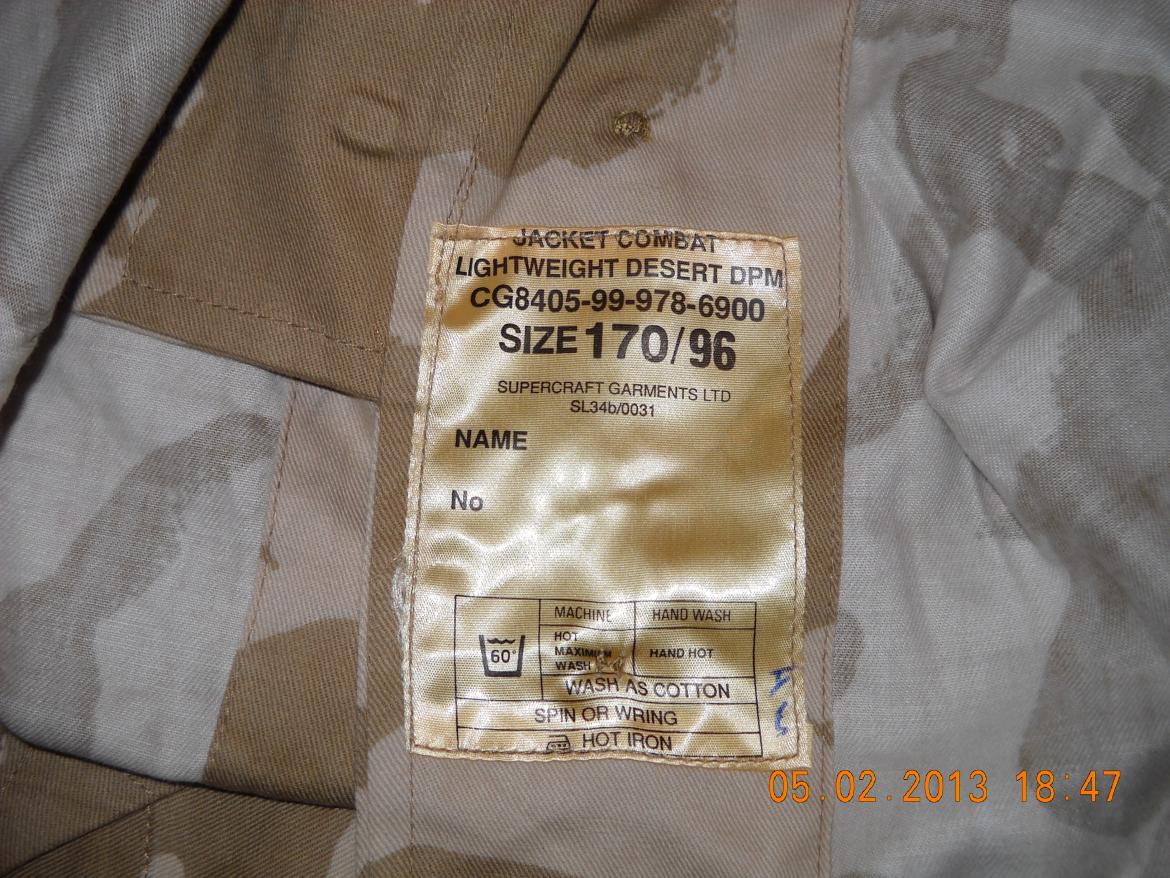 JACKET COMBAT
LIGHTWEIGHT DESERT DPM
CG8405-99-978-6900
SIZE 170/96
SUPERCRAFT GARMENTS LTD
SL34b/0031
NAME
No
MACHINE HAND WASH
60°
HOT
MAXIMUM
WASH
HAND HOT
WASH AS COTTON
SPIN OR WRING
HOT IRON
05.02.2013 18:47